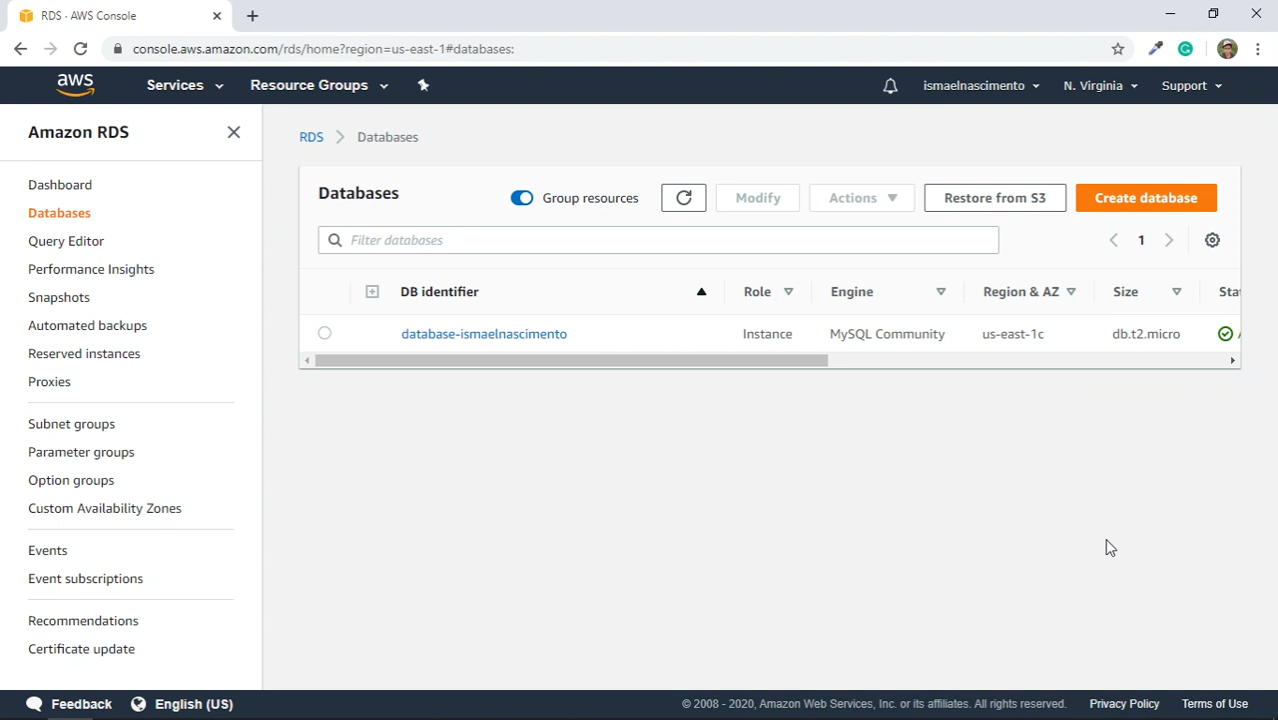 RDS · AWS Console
console.aws.amazon.com/rds/home?region=us-east-1#databases:
aws
Services
Resource Groups
ismaelnascimento
N. Virginia
Support
Amazon RDS
Dashboard
Databases
Query Editor
Performance Insights
Snapshots
Automated backups
Reserved instances
Proxies
Subnet groups
Parameter groups
Option groups
Custom Availability Zones
Events
Event subscriptions
Recommendations
Certificate update
RDS > Databases
Databases
Group resources
Modify
Actions
Restore from S3
Create database
Filter databases
1
DB identifier Role Engine Region & AZ Size
database-ismaelnascimento Instance MySQL Community us-east-1c db.t2.micro
Feedback
English (US)
© 2008 - 2020, Amazon Web Services, Inc. or its affiliates. All rights reserved.
Privacy Policy
Terms of Use